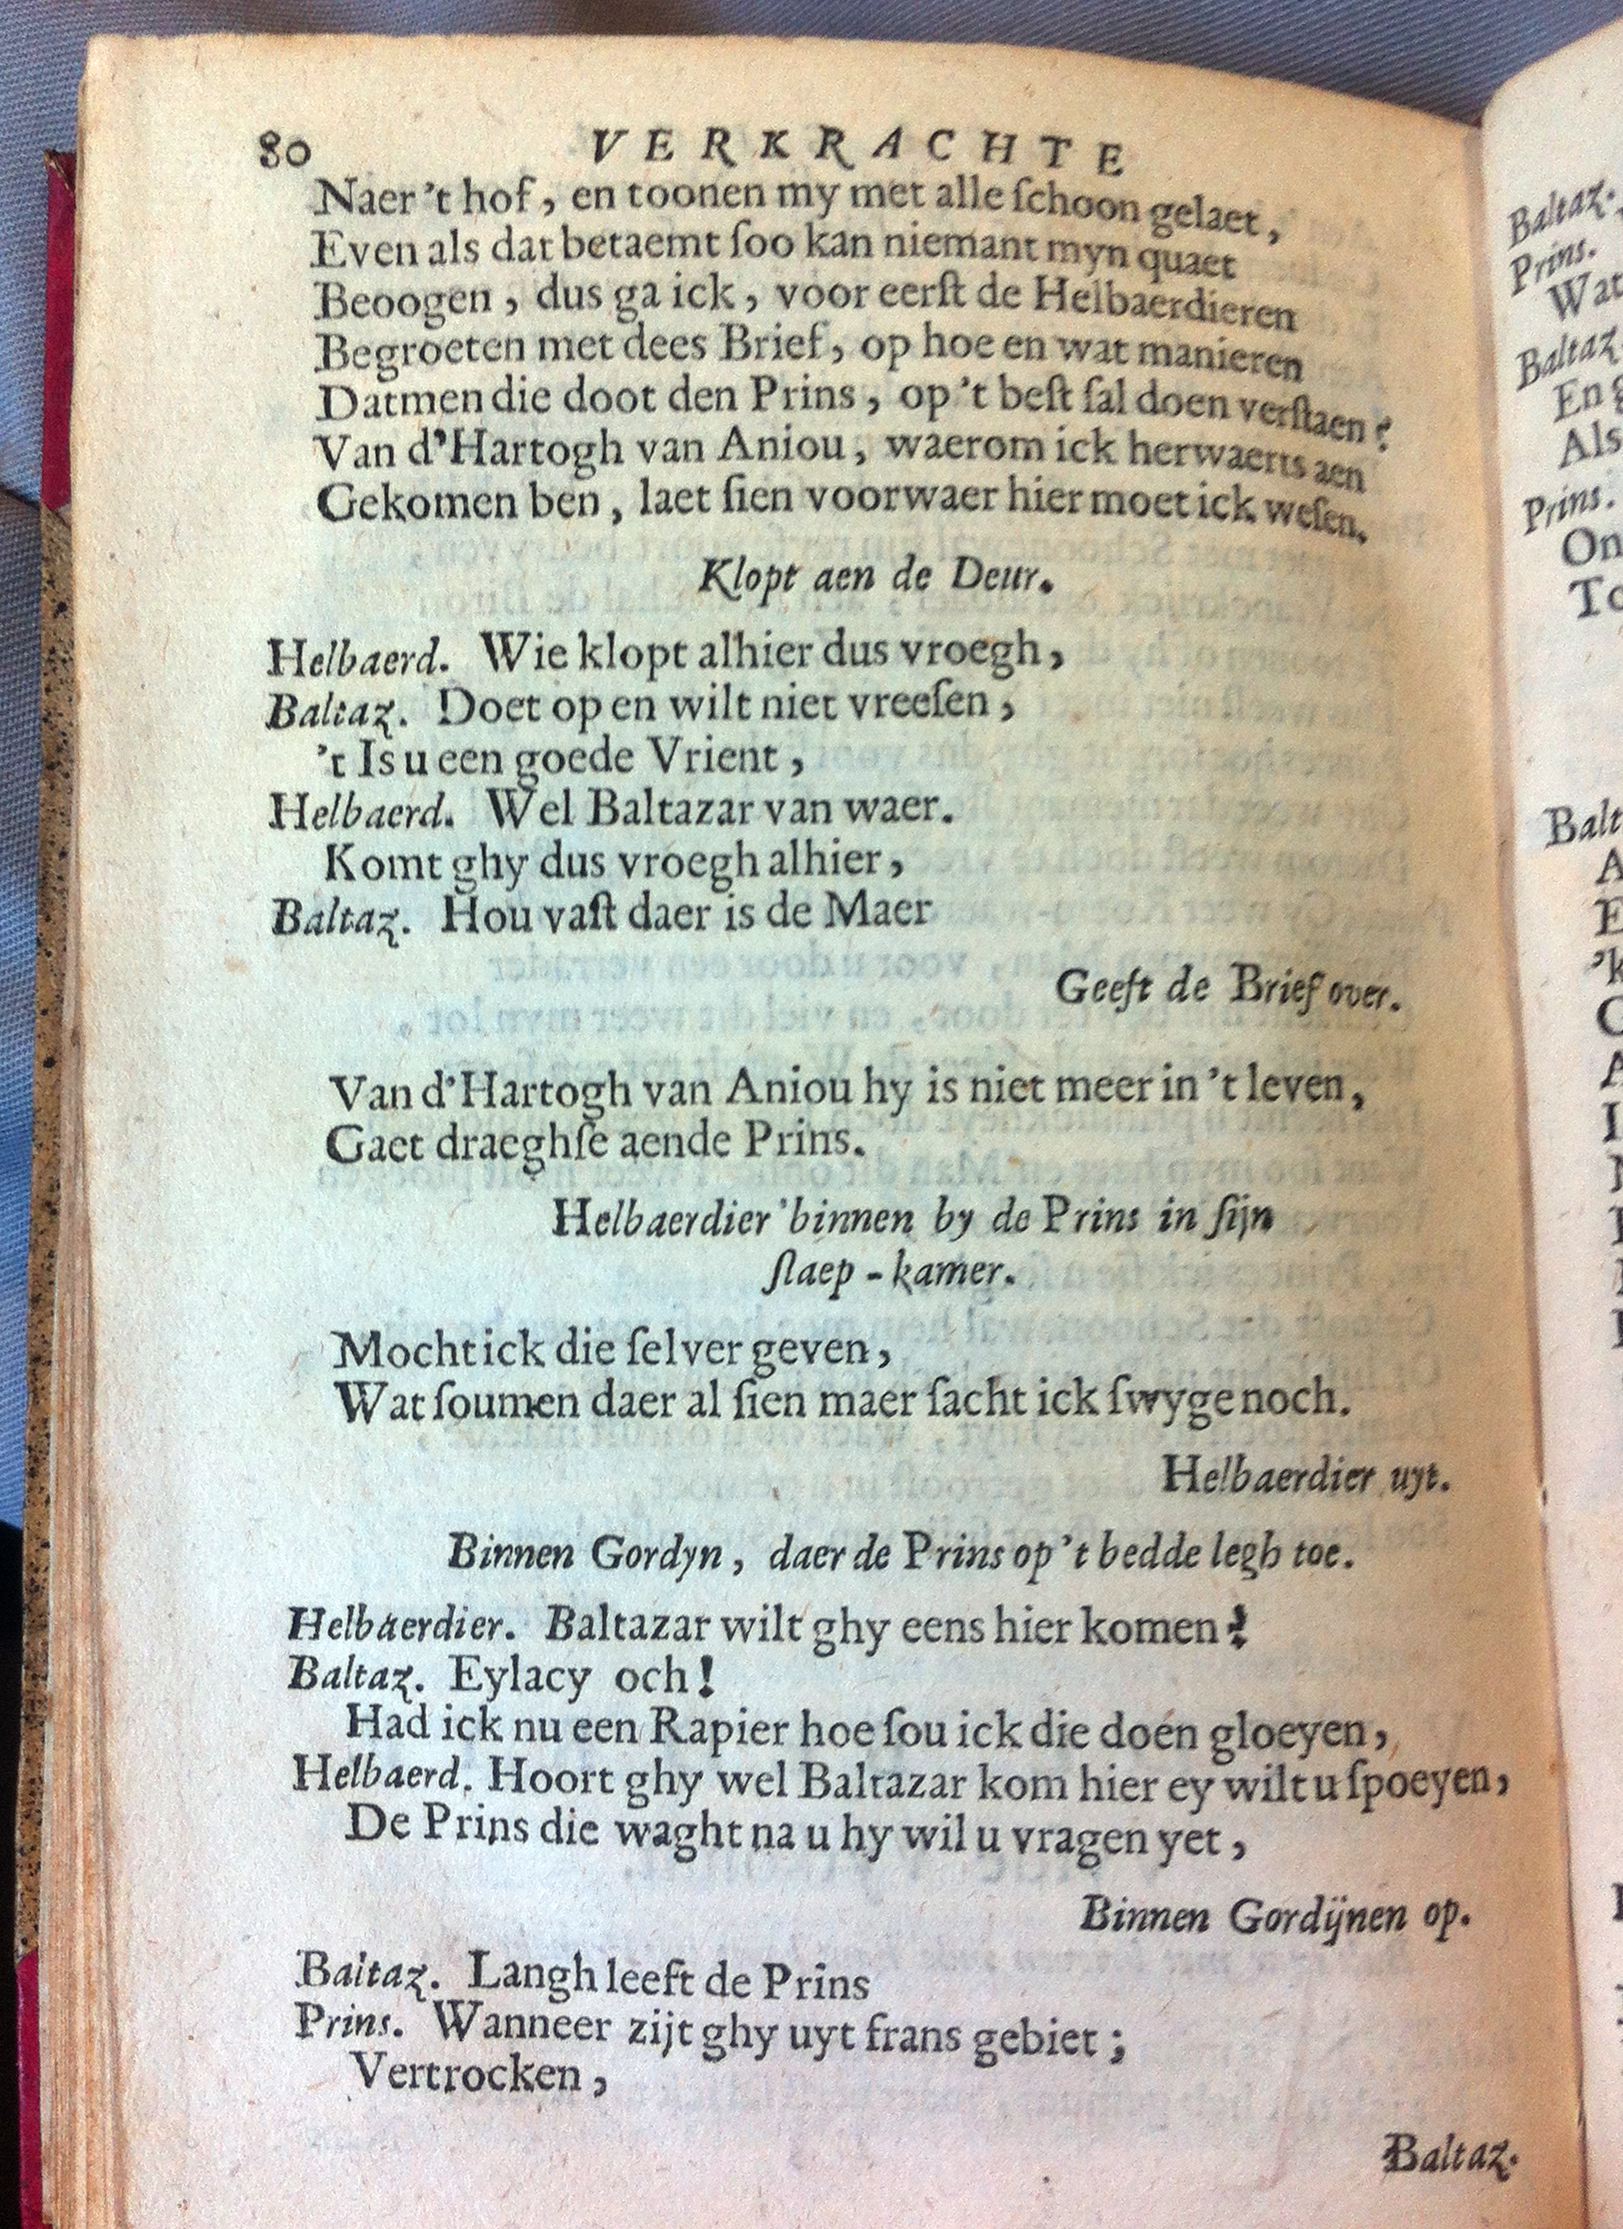 80 VERKRACHTE
Naer 't hof, en toonen my met alle ſchoon gelaet,
Even als dat betaemt ſoo kan niemant myn quaet
Beoogen, dus ga ick, voor eerſt de Helbaerdieren
Begroeten met dees Brief, op hoe en wat manieren
Datmen die doot den Prins, op 't beſt ſal doen verſtaen?
Van d'Hartogh van Aniou, waerom ick herwaerts aen
Gekomen ben, laet ſien voorwaer hier moet ick weſen.
Klopt aen de Deur.
Helbaerd. Wie klopt alhier dus vroegh,
Baltaz. Doet op en wilt niet vreeſen,
't Is u een goede Vrient,
Helbaerd. Wel Baltazar van waer.
Komt ghy dus vroegh alhier,
Baltaz. Hou vaſt daer is de Maer
Geeft de Brief over.
Van d'Hartogh van Aniou hy is niet meer in 't leven,
Gaet draeghſe aende Prins.
Helbaerdier binnen by de Prins in ſijn
ſlaep-kamer.
Mocht ick die ſelver geven,
Wat ſoumen daer al ſien maer ſacht ick ſwyge noch.
Helbaerdier uyt.
Binnen Gordyn, daer de Prins op 't bedde legh toe.
Helbaerdier. Baltazar wilt ghy eens hier komen?
Baltaz. Eylacy och!
Had ick nu een Rapier hoe ſou ick die doen gloeyen,
Helbaerd. Hoort ghy wel Baltazar kom hier ey wilt u ſpoeyen,
De Prins die waght na u hy wil u vragen yet,
Binnen Gordijnen op.
Baltaz. Langh leeft de Prins
Prins. Wanneer zijt ghy uyt frans gebiet;
Vertrocken,
Baltaz.
Baltaz.
Prins.
Baltaz
Als
Prins.